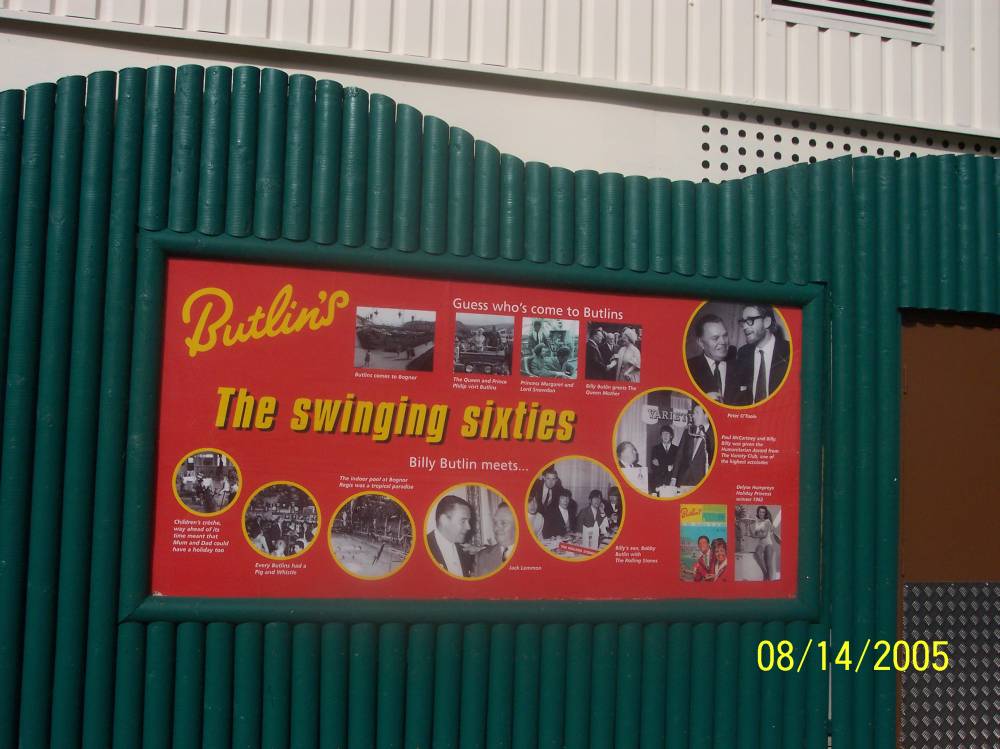 Butlin's
Guess who's come to Butlins
Butlins comes to Bognor
The Queen and Prince
Philip visit Butlins
Princess Margaret and
Lord Snowdon
Billy Butlin greets The
Queen Mother
Peter O'Toole
The swinging sixties
VARIETY
Paul McCartney and Billy.
Billy was given the
Humanitarian Award from
The Variety Club, one of
the highest accolades
Billy Butlin meets...
The indoor pool at Bognor
Regis was a tropical paradise
Children's crèche,
way ahead of its
time meant that
Mum and Dad could
have a holiday too
Every Butlins had a
Pig and Whistle
Jack Lemmon
Billy's son, Bobby
Butlin with
The Rolling Stones
Delyse Humphreys
Holiday Princess
winner 1962
Butlin's
08/14/2005